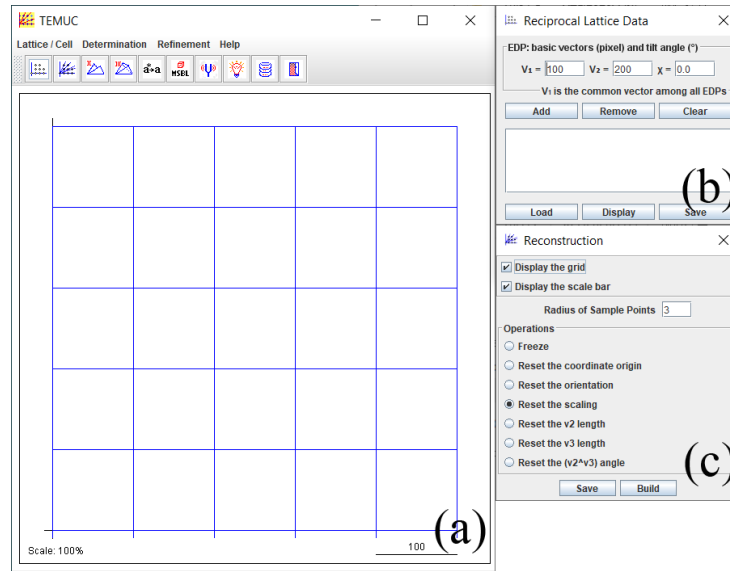 TEMUC
Lattice / Cell Determination Refinement Help
a→a MSBL
Scale: 100%
100
(a)
Reciprocal Lattice Data
EDP: basic vectors (pixel) and tilt angle (°)
V₁ = 100 V₂ = 200 χ = 0.0
V₁ is the common vector among all EDPs
Add Remove Clear
Load Display Save
(b)
Reconstruction
Display the grid
Display the scale bar
Radius of Sample Points 3
Operations
Freeze
Reset the coordinate origin
Reset the orientation
Reset the scaling
Reset the v2 length
Reset the v3 length
Reset the (v2^v3) angle
Save Build
(c)